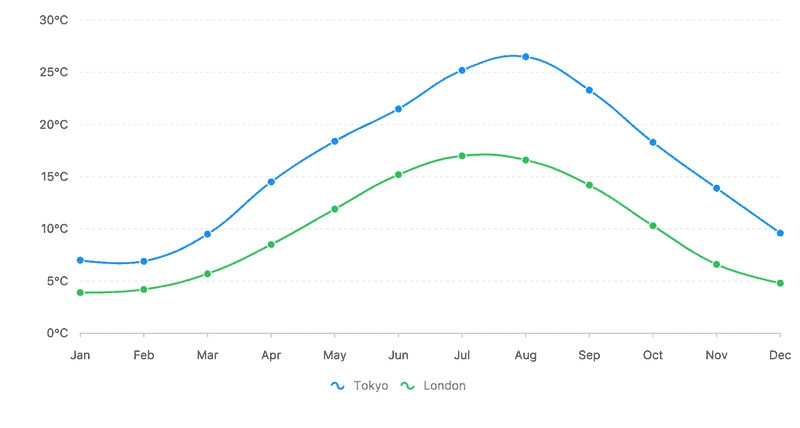 30°C
25°C
20°C
15°C
10°C
5°C
0°C
Jan Feb Mar Apr May Jun Jul Aug Sep Oct Nov Dec
Tokyo London